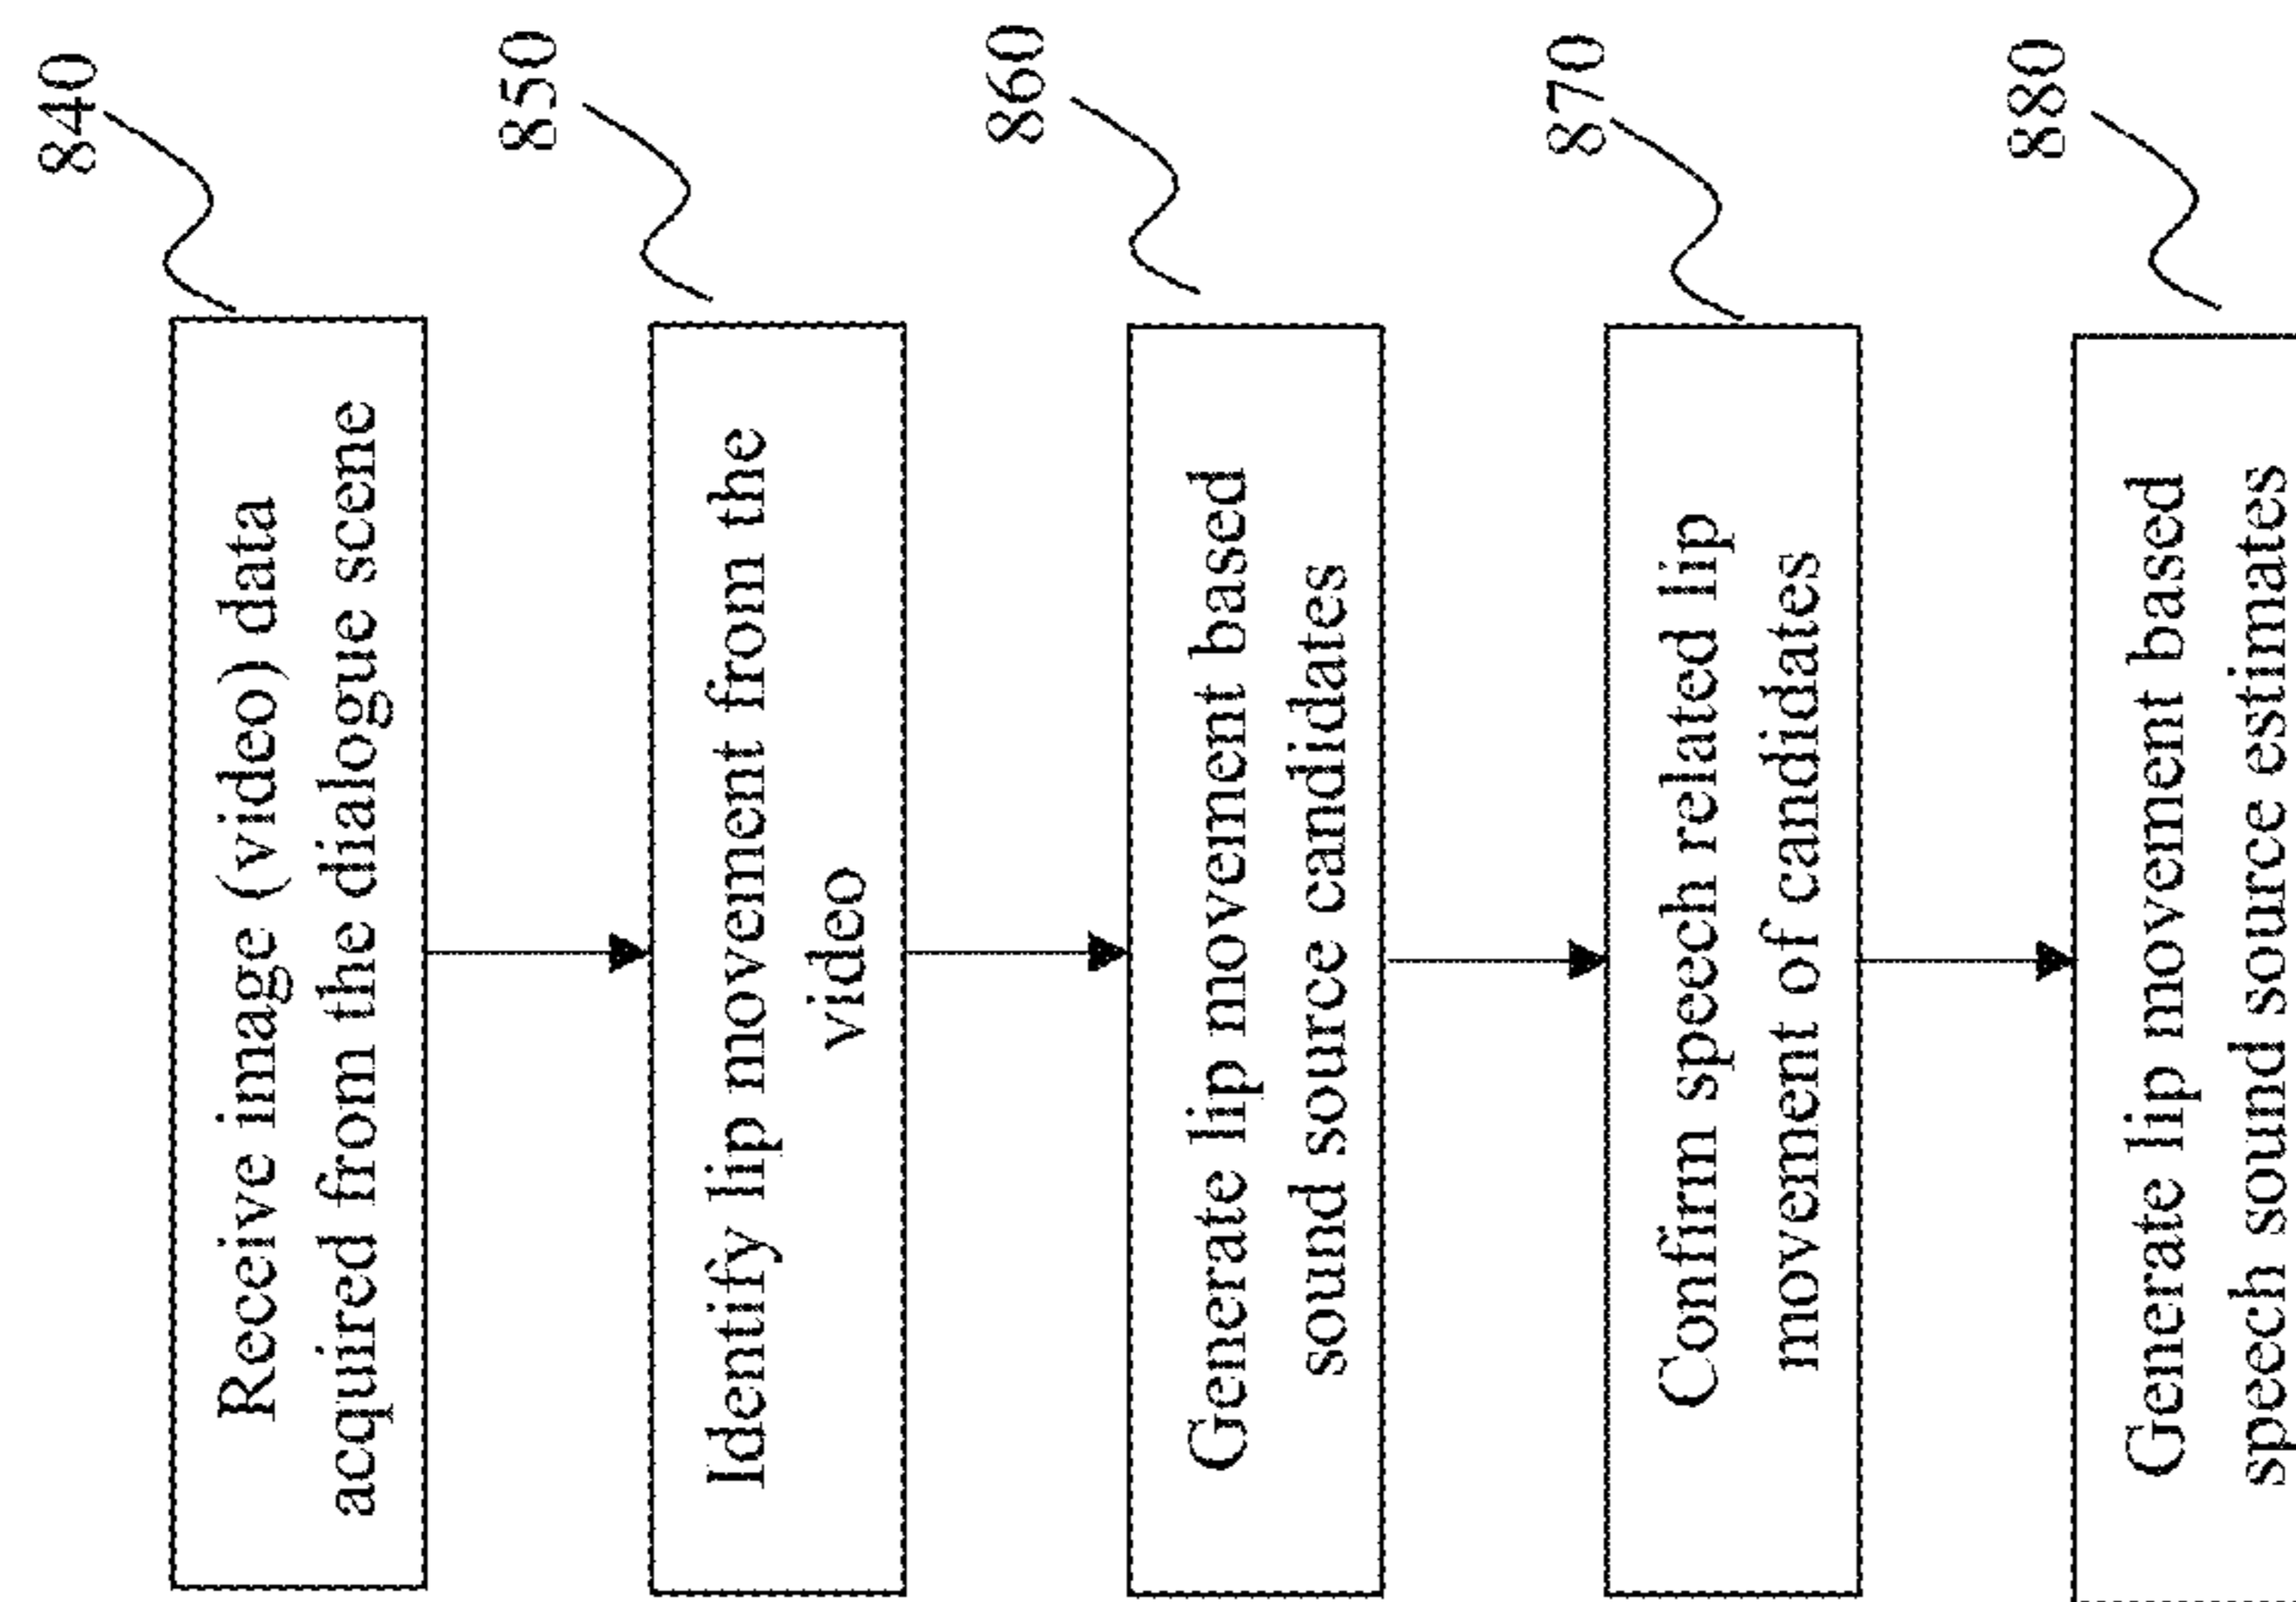 840
Receive image (video) data
acquired from the dialogue scene
850
Identify lip movement from the
video
860
Generate lip movement based
sound source candidates
870
Confirm speech related lip
movement of candidates
880
Generate lip movement based
speech sound source estimates